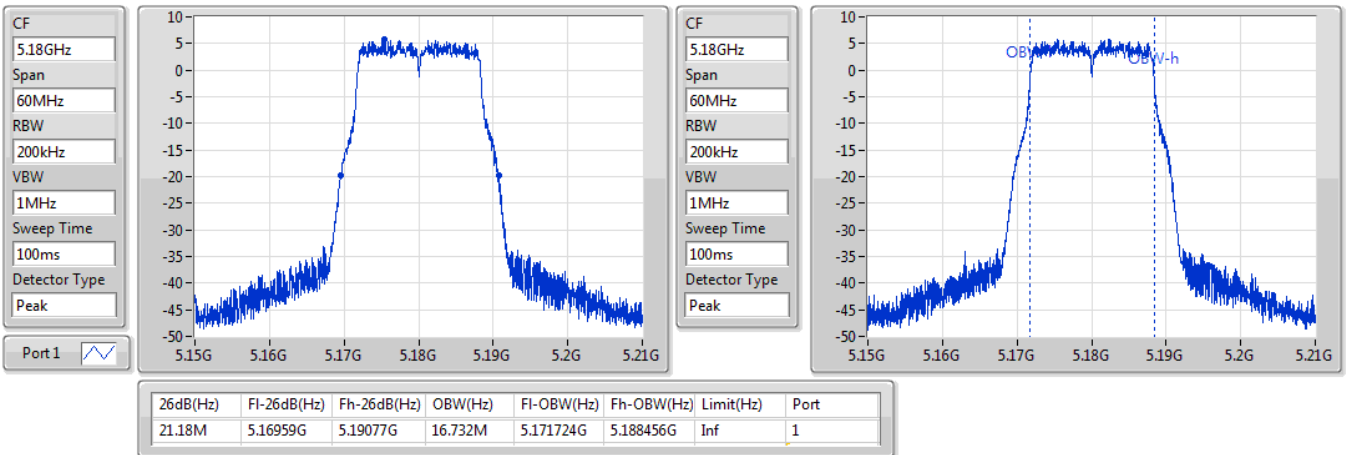 CF
5.18GHz
Span
60MHz
RBW
200kHz
VBW
1MHz
Sweep Time
100ms
Detector Type
Peak
Port 1
10
5
0
-5
-10
-15
-20
-25
-30
-35
-40
-45
-50
5.15G 5.16G 5.17G 5.18G 5.19G 5.2G 5.21G
CF
5.18GHz
Span
60MHz
RBW
200kHz
VBW
1MHz
Sweep Time
100ms
Detector Type
Peak
10
5
0
-5
-10
-15
-20
-25
-30
-35
-40
-45
-50
OBW-h
5.15G 5.16G 5.17G 5.18G 5.19G 5.2G 5.21G
26dB(Hz) Fl-26dB(Hz) Fh-26dB(Hz) OBW(Hz) Fl-OBW(Hz) Fh-OBW(Hz) Limit(Hz) Port
21.18M 5.16959G 5.19077G 16.732M 5.171724G 5.188456G Inf 1